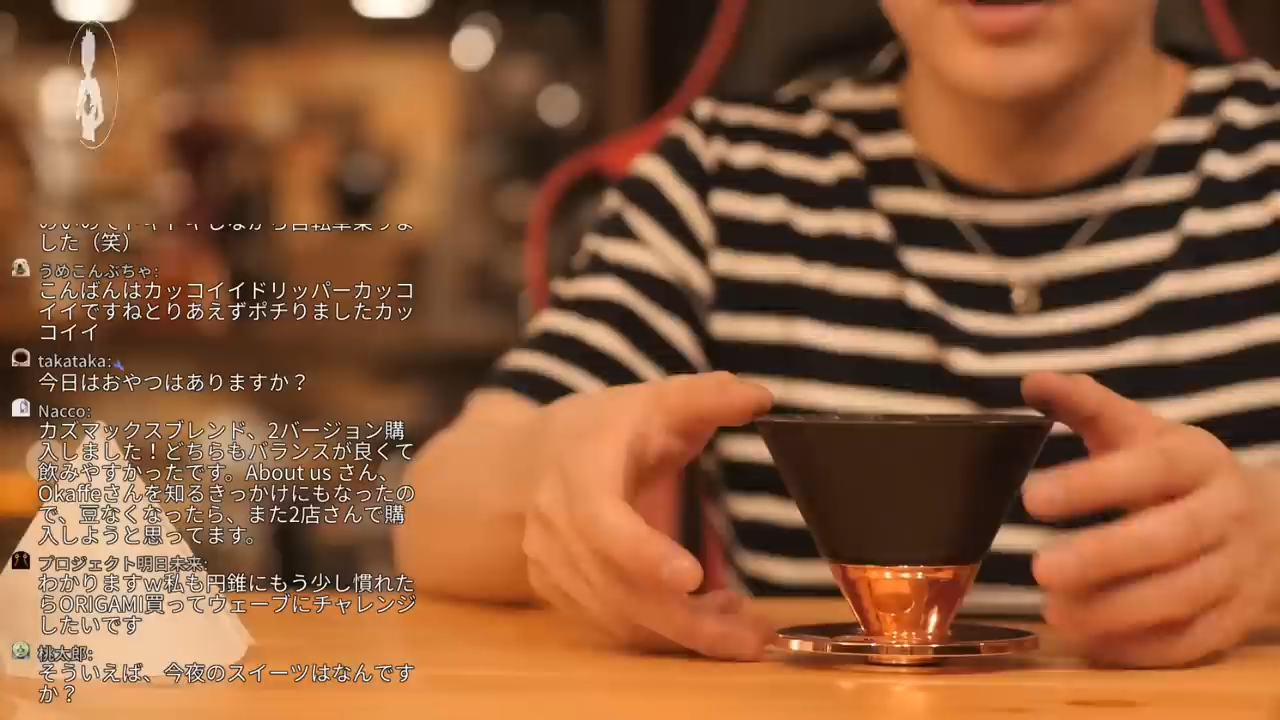 した（笑）
うめこんぶちゃ:
こんばんはカッコイイドリッパーカッコ
イイですねとりあえずポチりましたカッ
コイイ
takataka:
今日はおやつはありますか？
Nacco:
カズマックスブレンド、2バージョン購
入しました！どちらもバランスが良くて
飲みやすかったです。About us さん、
Okaffeさんを知るきっかけにもなったの
で、豆なくなったら、また2店さんで購
入しようと思ってます。
プロジェクト明日未来:
わかりますｗ私も円錐にもう少し慣れた
らORIGAMI買ってウェーブにチャレンジ
したいです
桃太郎:
そういえば、今夜のスイーツはなんです
か？